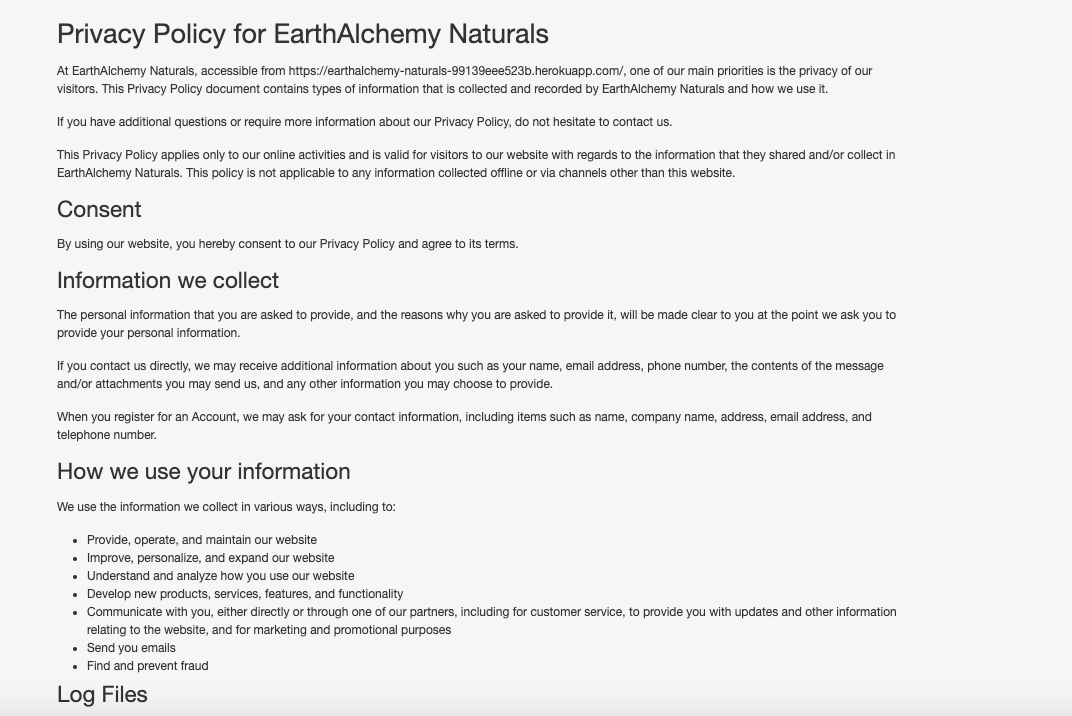 Privacy Policy for EarthAlchemy Naturals
At EarthAlchemy Naturals, accessible from https://earthalchemy-naturals-99139eee523b.herokuapp.com/, one of our main priorities is the privacy of our
visitors. This Privacy Policy document contains types of information that is collected and recorded by EarthAlchemy Naturals and how we use it.
If you have additional questions or require more information about our Privacy Policy, do not hesitate to contact us.
This Privacy Policy applies only to our online activities and is valid for visitors to our website with regards to the information that they shared and/or collect in
EarthAlchemy Naturals. This policy is not applicable to any information collected offline or via channels other than this website.
Consent
By using our website, you hereby consent to our Privacy Policy and agree to its terms.
Information we collect
The personal information that you are asked to provide, and the reasons why you are asked to provide it, will be made clear to you at the point we ask you to
provide your personal information.
If you contact us directly, we may receive additional information about you such as your name, email address, phone number, the contents of the message
and/or attachments you may send us, and any other information you may choose to provide.
When you register for an Account, we may ask for your contact information, including items such as name, company name, address, email address, and
telephone number.
How we use your information
We use the information we collect in various ways, including to:
• Provide, operate, and maintain our website
• Improve, personalize, and expand our website
• Understand and analyze how you use our website
• Develop new products, services, features, and functionality
• Communicate with you, either directly or through one of our partners, including for customer service, to provide you with updates and other information
relating to the website, and for marketing and promotional purposes
• Send you emails
• Find and prevent fraud
Log Files